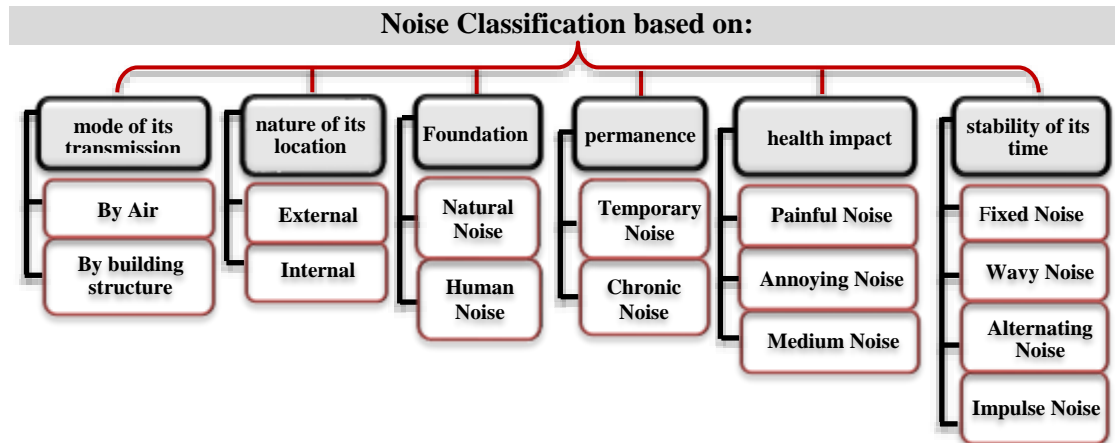 Noise Classification based on:
mode of its
transmission
By Air
By building
structure
nature of its
location
External
Internal
Foundation
Natural
Noise
Human
Noise
permanence
Temporary
Noise
Chronic
Noise
health impact
Painful Noise
Annoying Noise
Medium Noise
stability of its
time
Fixed Noise
Wavy Noise
Alternating
Noise
Impulse Noise